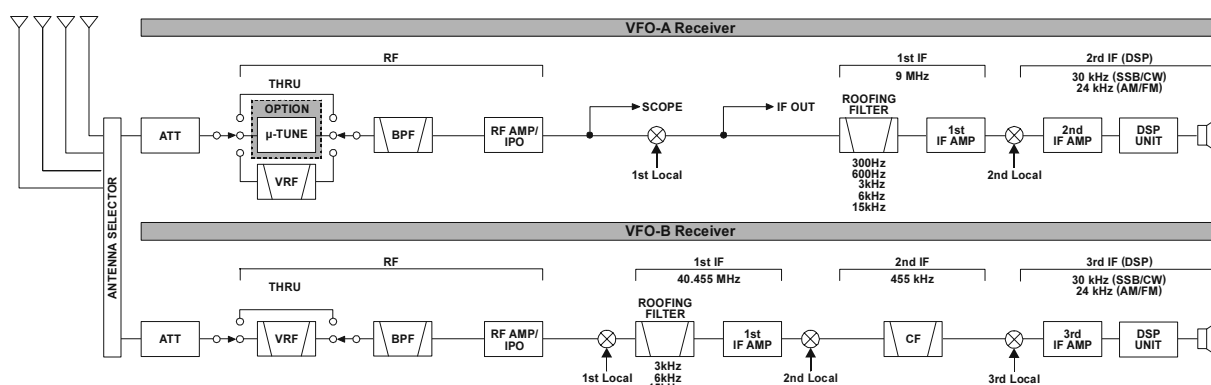 VFO-A Receiver
RF
1st IF
9 MHz
2rd IF (DSP)
30 kHz (SSB/CW)
24 kHz (AM/FM)
THRU
OPTION
µ-TUNE
VRF
ATT
BPF
RF AMP/
IPO
SCOPE
1st Local
IF OUT
ROOFING
FILTER
300Hz
600Hz
3kHz
6kHz
15kHz
1st
IF AMP
2nd Local
2nd
IF AMP
DSP
UNIT
ANTENNA SELECTOR
VFO-B Receiver
RF
1st IF
40.455 MHz
2nd IF
455 kHz
3rd IF (DSP)
30 kHz (SSB/CW)
24 kHz (AM/FM)
THRU
ATT
VRF
BPF
RF AMP/
IPO
1st Local
ROOFING
FILTER
3kHz
6kHz
1st
IF AMP
2nd Local
CF
3rd Local
3rd
IF AMP
DSP
UNIT